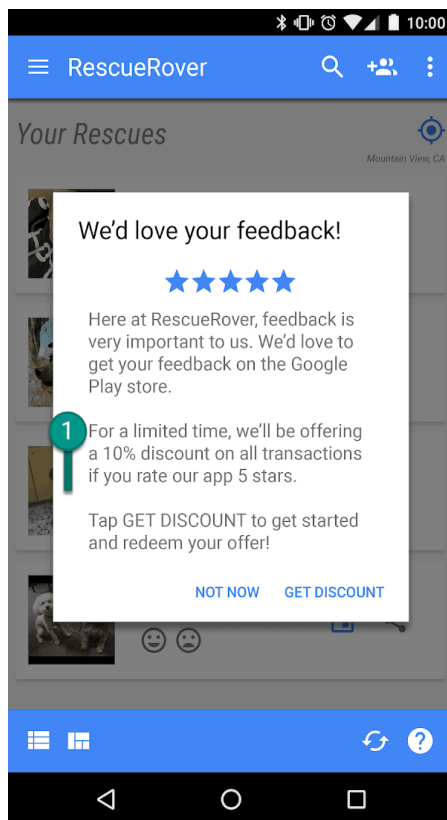 10:00
RescueRover
Your Rescues
Mountain View, CA
We’d love your feedback!
Here at RescueRover, feedback is
very important to us. We’d love to
get your feedback on the Google
Play store.
1
For a limited time, we’ll be offering
a 10% discount on all transactions
if you rate our app 5 stars.
Tap GET DISCOUNT to get started
and redeem your offer!
NOT NOW GET DISCOUNT